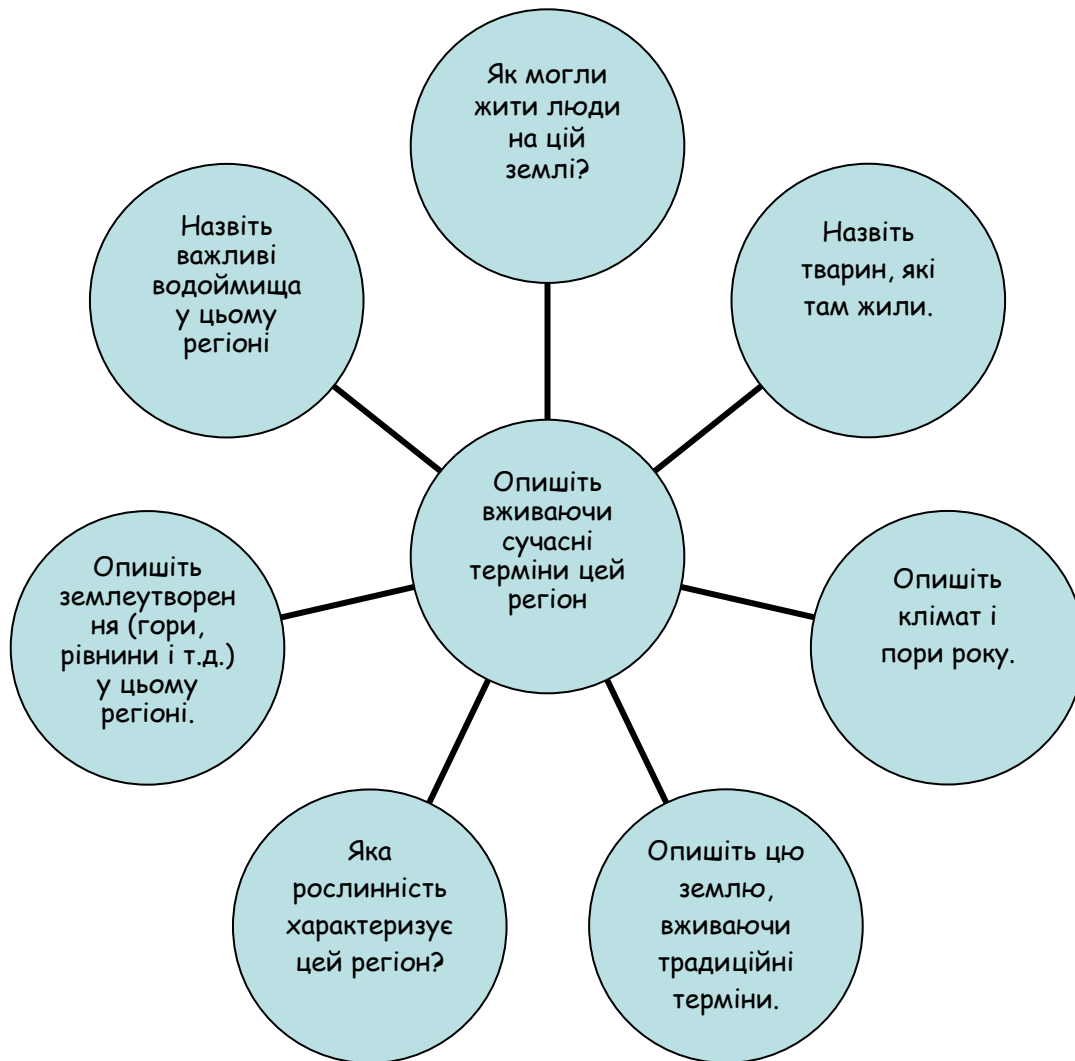 Як могли
жити люди
на цій
землі?
Назвіть
тварин, які
там жили.
Опишіть
клімат і
пори року.
Опишіть цю
землю,
вживаючи
традиційні
терміни.
Яка
рослинність
характеризує
цей регіон?
Опишіть
землеутворен
ня (гори,
рівнини і т.д.)
у цьому
регіоні.
Назвіть
важливі
водоймища
у цьому
регіоні
Опишіть
вживаючи
сучасні
терміни цей
регіон